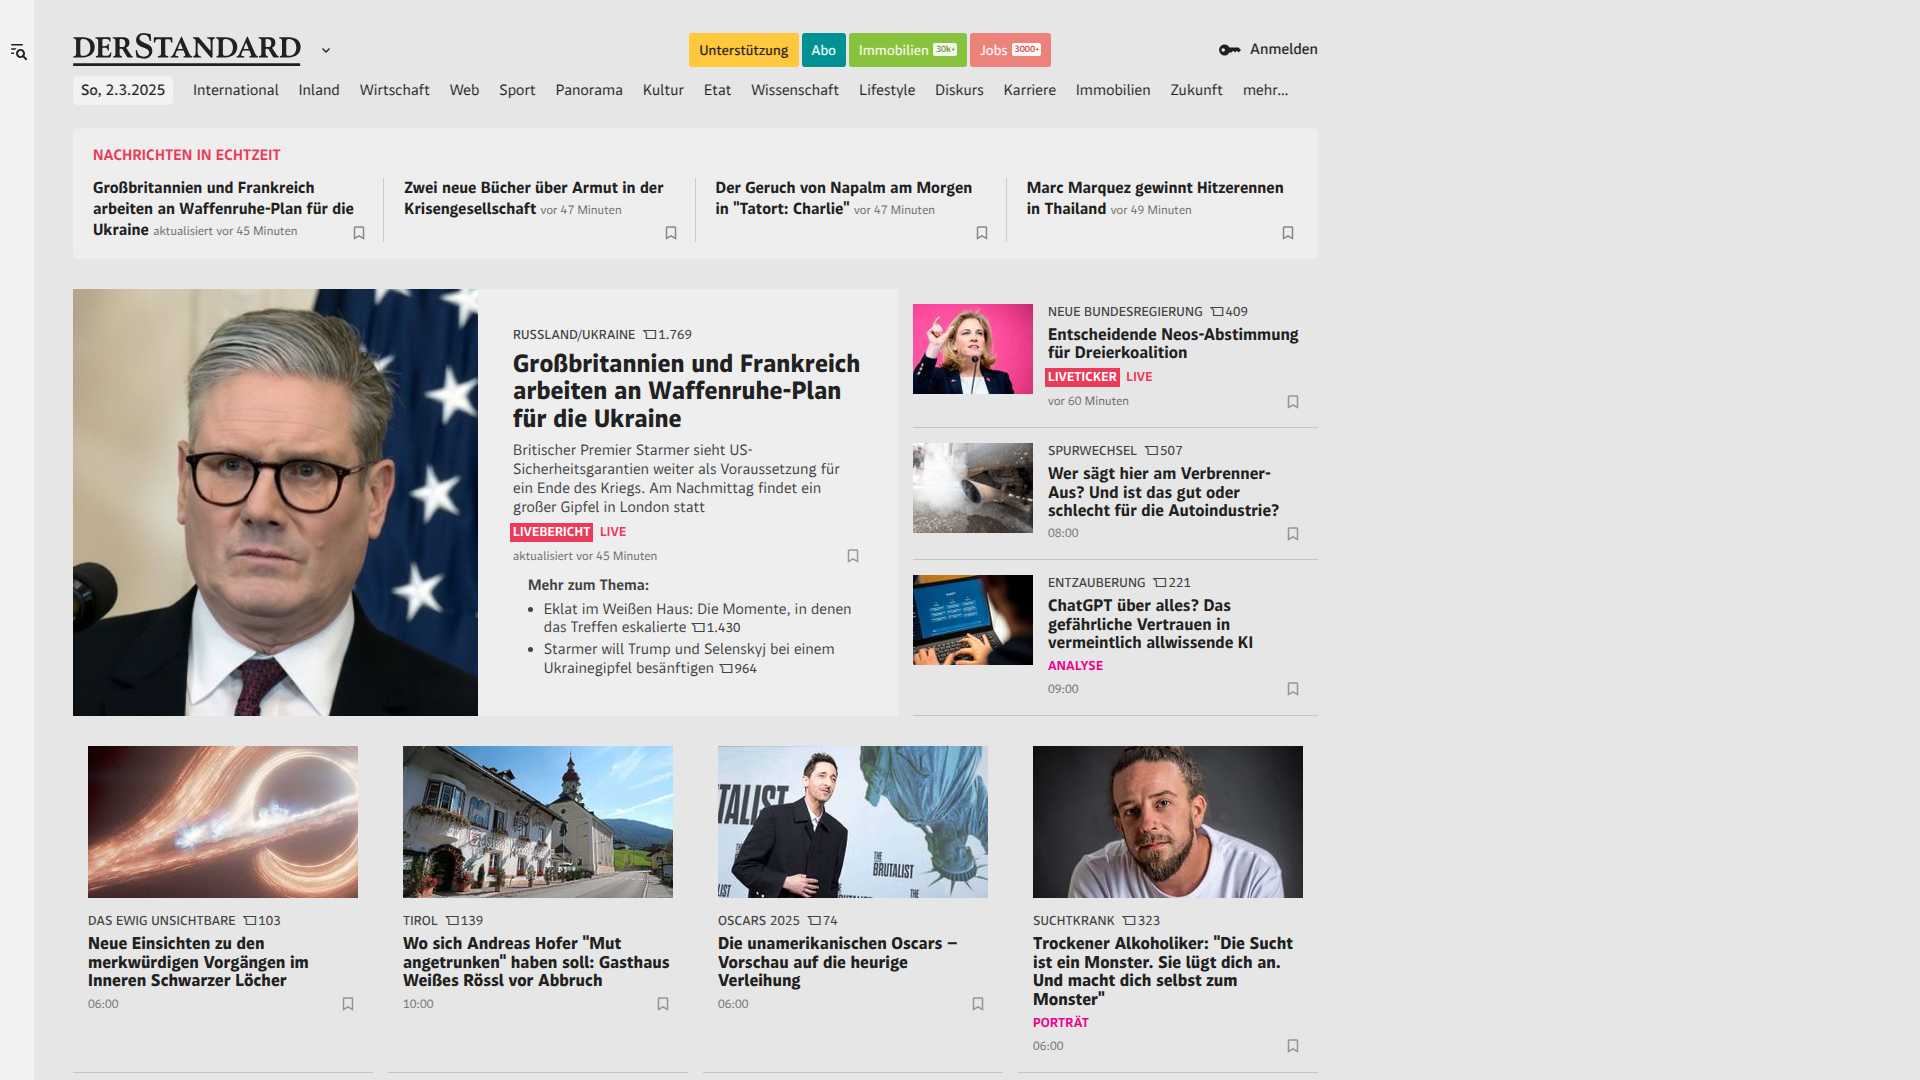 DERSTANDARD
Unterstützung
Abo
Immobilien 30k+
Jobs 3000+
Anmelden
So, 2.3.2025
International
Inland
Wirtschaft
Web
Sport
Panorama
Kultur
Etat
Wissenschaft
Lifestyle
Diskurs
Karriere
Immobilien
Zukunft
mehr...
NACHRICHTEN IN ECHTZEIT
Großbritannien und Frankreich
arbeiten an Waffenruhe-Plan für die
Ukraine aktualisiert vor 45 Minuten
Zwei neue Bücher über Armut in der
Krisengesellschaft vor 47 Minuten
Der Geruch von Napalm am Morgen
in "Tatort: Charlie" vor 47 Minuten
Marc Marquez gewinnt Hitzerennen
in Thailand vor 49 Minuten
RUSSLAND/UKRAINE 1.769
Großbritannien und Frankreich
arbeiten an Waffenruhe-Plan
für die Ukraine
Britischer Premier Starmer sieht US-
Sicherheitsgarantien weiter als Voraussetzung für
ein Ende des Kriegs. Am Nachmittag findet ein
großer Gipfel in London statt
LIVEBERICHT LIVE
aktualisiert vor 45 Minuten
Mehr zum Thema:
• Eklat im Weißen Haus: Die Momente, in denen
das Treffen eskalierte 1.430
• Starmer will Trump und Selenskyj bei einem
Ukrainegipfel besänftigen 964
NEUE BUNDESREGIERUNG 409
Entscheidende Neos-Abstimmung
für Dreierkoalition
LIVETICKER LIVE
vor 60 Minuten
SPURWECHSEL 507
Wer sägt hier am Verbrenner-
Aus? Und ist das gut oder
schlecht für die Autoindustrie?
08:00
ENTZAUBERUNG 221
ChatGPT über alles? Das
gefährliche Vertrauen in
vermeintlich allwissende KI
ANALYSE
09:00
DAS EWIG UNSICHTBARE 103
Neue Einsichten zu den
merkwürdigen Vorgängen im
Inneren Schwarzer Löcher
06:00
TIROL 139
Wo sich Andreas Hofer "Mut
angetrunken" haben soll: Gasthaus
Weißes Rössl vor Abbruch
10:00
TALIST
THE
BRUTALIST
IST
THE
OSCARS 2025 74
Die unamerikanischen Oscars –
Vorschau auf die heurige
Verleihung
06:00
SUCHTKRANK 323
Trockener Alkoholiker: "Die Sucht
ist ein Monster. Sie lügt dich an.
Und macht dich selbst zum
Monster"
PORTRÄT
06:00